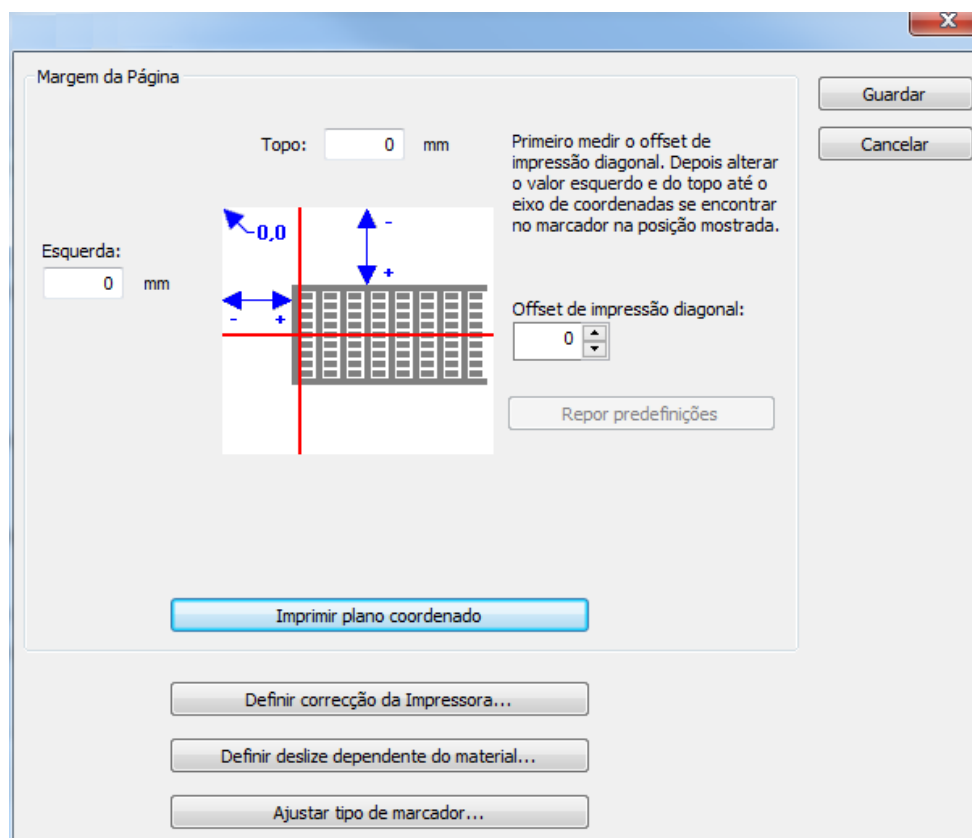 Margem da Página
Guardar
Cancelar
Topo: 0 mm
Primeiro medir o offset de
impressão diagonal. Depois alterar
o valor esquerdo e do topo até o
eixo de coordenadas se encontrar
no marcador na posição mostrada.
Esquerda:
0 mm
0,0
-
+
- +
Offset de impressão diagonal:
0
Repor predefinições
Imprimir plano coordenado
Definir correcção da Impressora...
Definir deslize dependente do material...
Ajustar tipo de marcador...